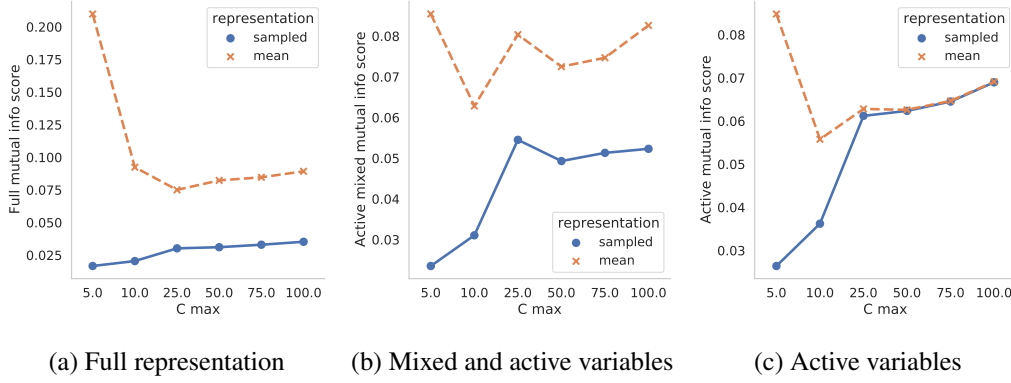 Full mutual info score
0.200
0.175
0.150
0.125
0.100
0.075
0.050
0.025
representation
sampled
mean
5.0 10.0 25.0 50.0 75.0 100.0
C max
(a) Full representation
Active mixed mutual info score
0.08
0.07
0.06
0.05
0.04
0.03
representation
sampled
mean
5.0 10.0 25.0 50.0 75.0 100.0
C max
(b) Mixed and active variables
Active mutual info score
0.08
0.07
0.06
0.05
0.04
0.03
representation
sampled
mean
5.0 10.0 25.0 50.0 75.0 100.0
C max
(c) Active variables